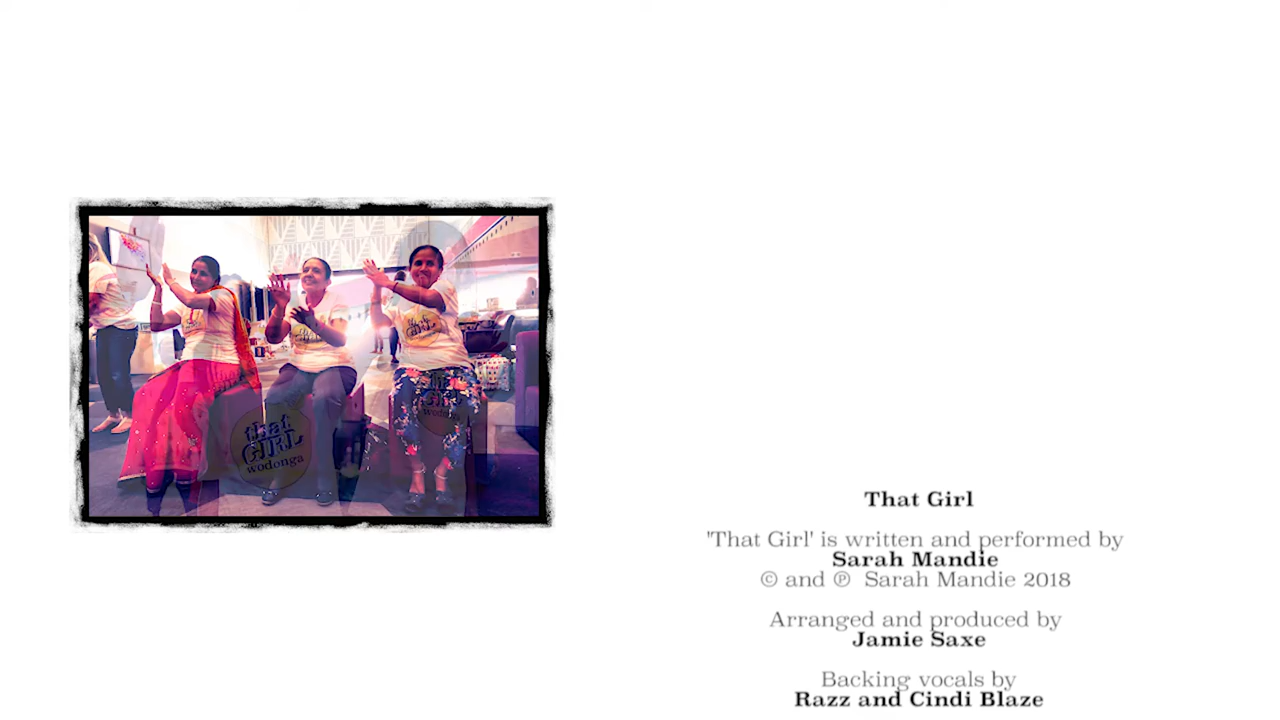 that
GIRL
wodonga
That Girl
'That Girl' is written and performed by
Sarah Mandie
© and ℗ Sarah Mandie 2018
Arranged and produced by
Jamie Saxe
Backing vocals by
Razz and Cindi Blaze